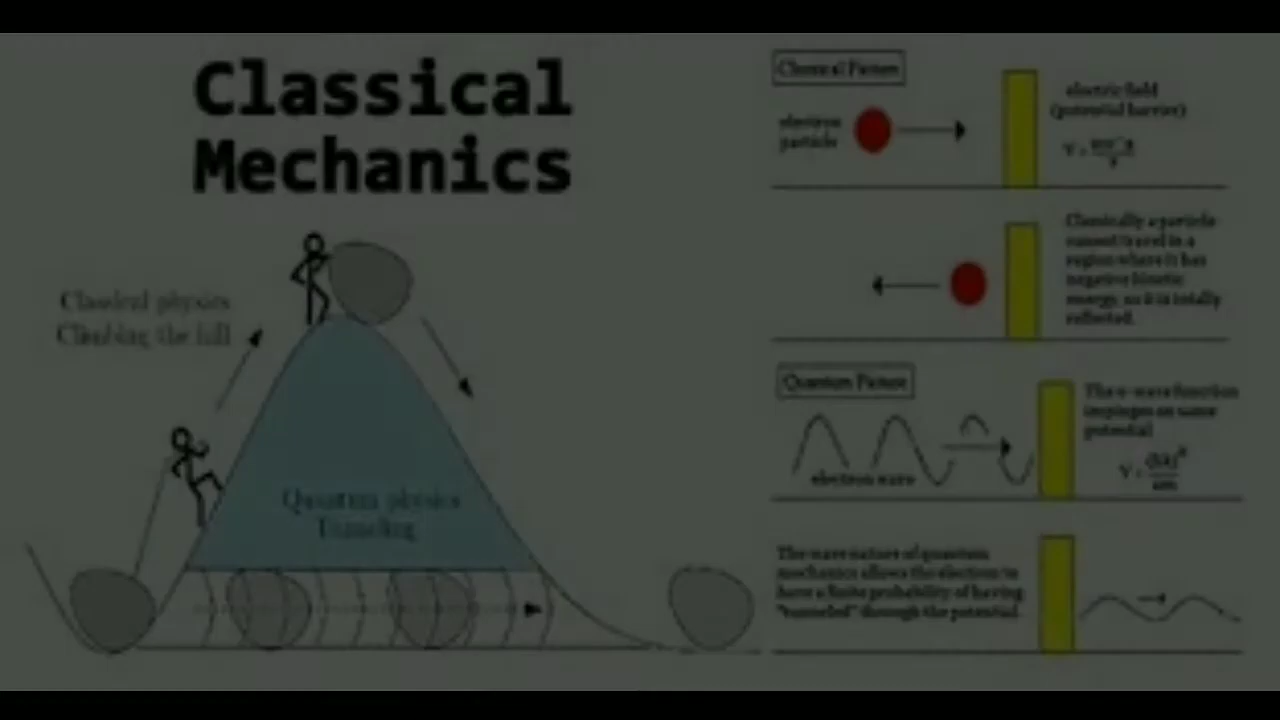 Classical
Mechanics
Classical physics
Climbing the hill
Quantum physics
Tunneling
Classical Picture
electron
particle
electric field
(potential barrier)
Classically a particle
cannot travel in a
region where it has
negative kinetic
energy, so it is totally
reflected.
Quantum Picture
electron wave
The e-wave function
impinges on same
potential
The wave nature of quantum
mechanics allows the electron to
have a finite probability of having
"tunneled" through the potential.